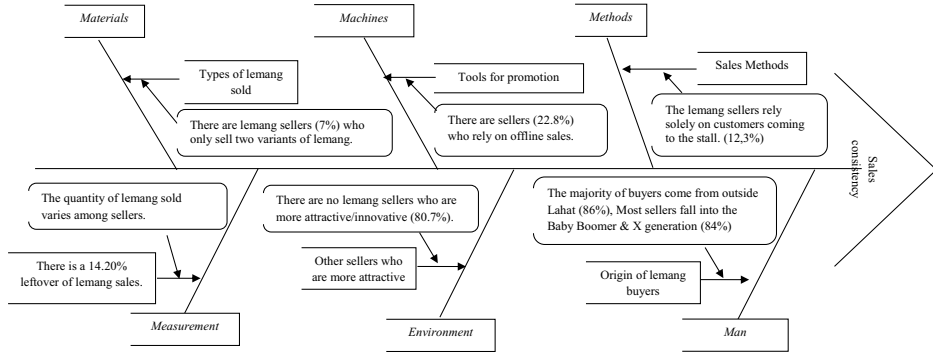 Materials
Machines
Methods
Types of lemang
sold
Tools for promotion
Sales Methods
There are lemang sellers (7%) who
only sell two variants of lemang.
There are sellers (22.8%)
who rely on offline sales.
The lemang sellers rely
solely on customers coming
to the stall. (12,3%)
Sales
consistency
The quantity of lemang sold
varies among sellers.
There are no lemang sellers who are
more attractive/innovative (80.7%).
The majority of buyers come from outside
Lahat (86%), Most sellers fall into the
Baby Boomer & X generation (84%)
There is a 14.20%
leftover of lemang sales.
Other sellers who
are more attractive
Origin of lemang
buyers
Measurement
Environment
Man